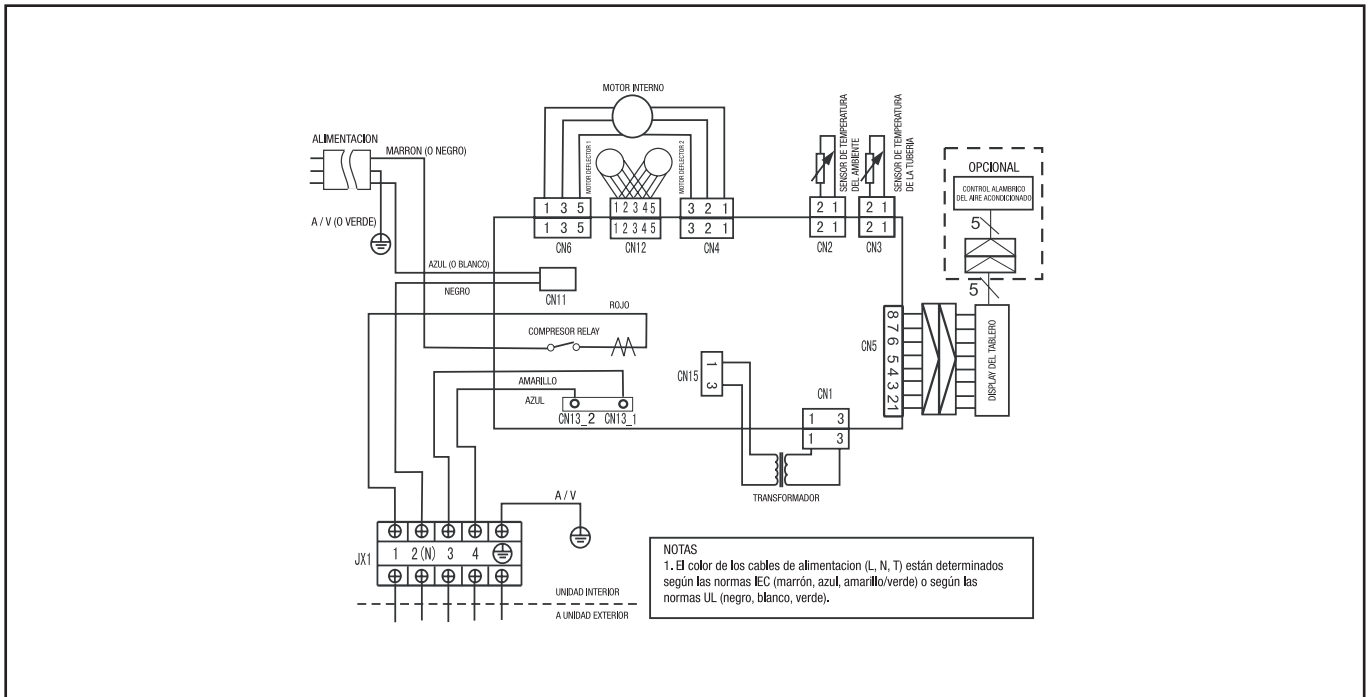 MOTOR INTERNO
ALIMENTACION
MARRON (O NEGRO)
A / V (O VERDE)
MOTOR DEFLECTOR 1
MOTOR DEFLECTOR 2
SENSOR DE TEMPERATURA
DEL AMBIENTE
SENSOR DE TEMPERATURA
DE LA TUBERIA
OPCIONAL
CONTROL ALAMBRICO
DEL AIRE ACONDICIONADO
5
5
1 3 5
1 3 5
CN6
1 2 3 4 5
1 2 3 4 5
CN12
3 2 1
3 2 1
CN4
2 1
2 1
CN2
2 1
2 1
CN3
AZUL (O BLANCO)
NEGRO
CN11
ROJO
COMPRESOR RELAY
CN5
8 7 6 5 4 3 2 1
DISPLAY DEL TABLERO
AMARILLO
AZUL
CN13_2 CN13_1
CN15
1
3
CN1
1 3
1 3
TRANSFORMADOR
A / V
JX1
1 2(N) 3 4
UNIDAD INTERIOR
A UNIDAD EXTERIOR
NOTAS
1. El color de los cables de alimentacion (L, N, T) están determinados
según las normas IEC (marrón, azul, amarillo/verde) o según las
normas UL (negro, blanco, verde).